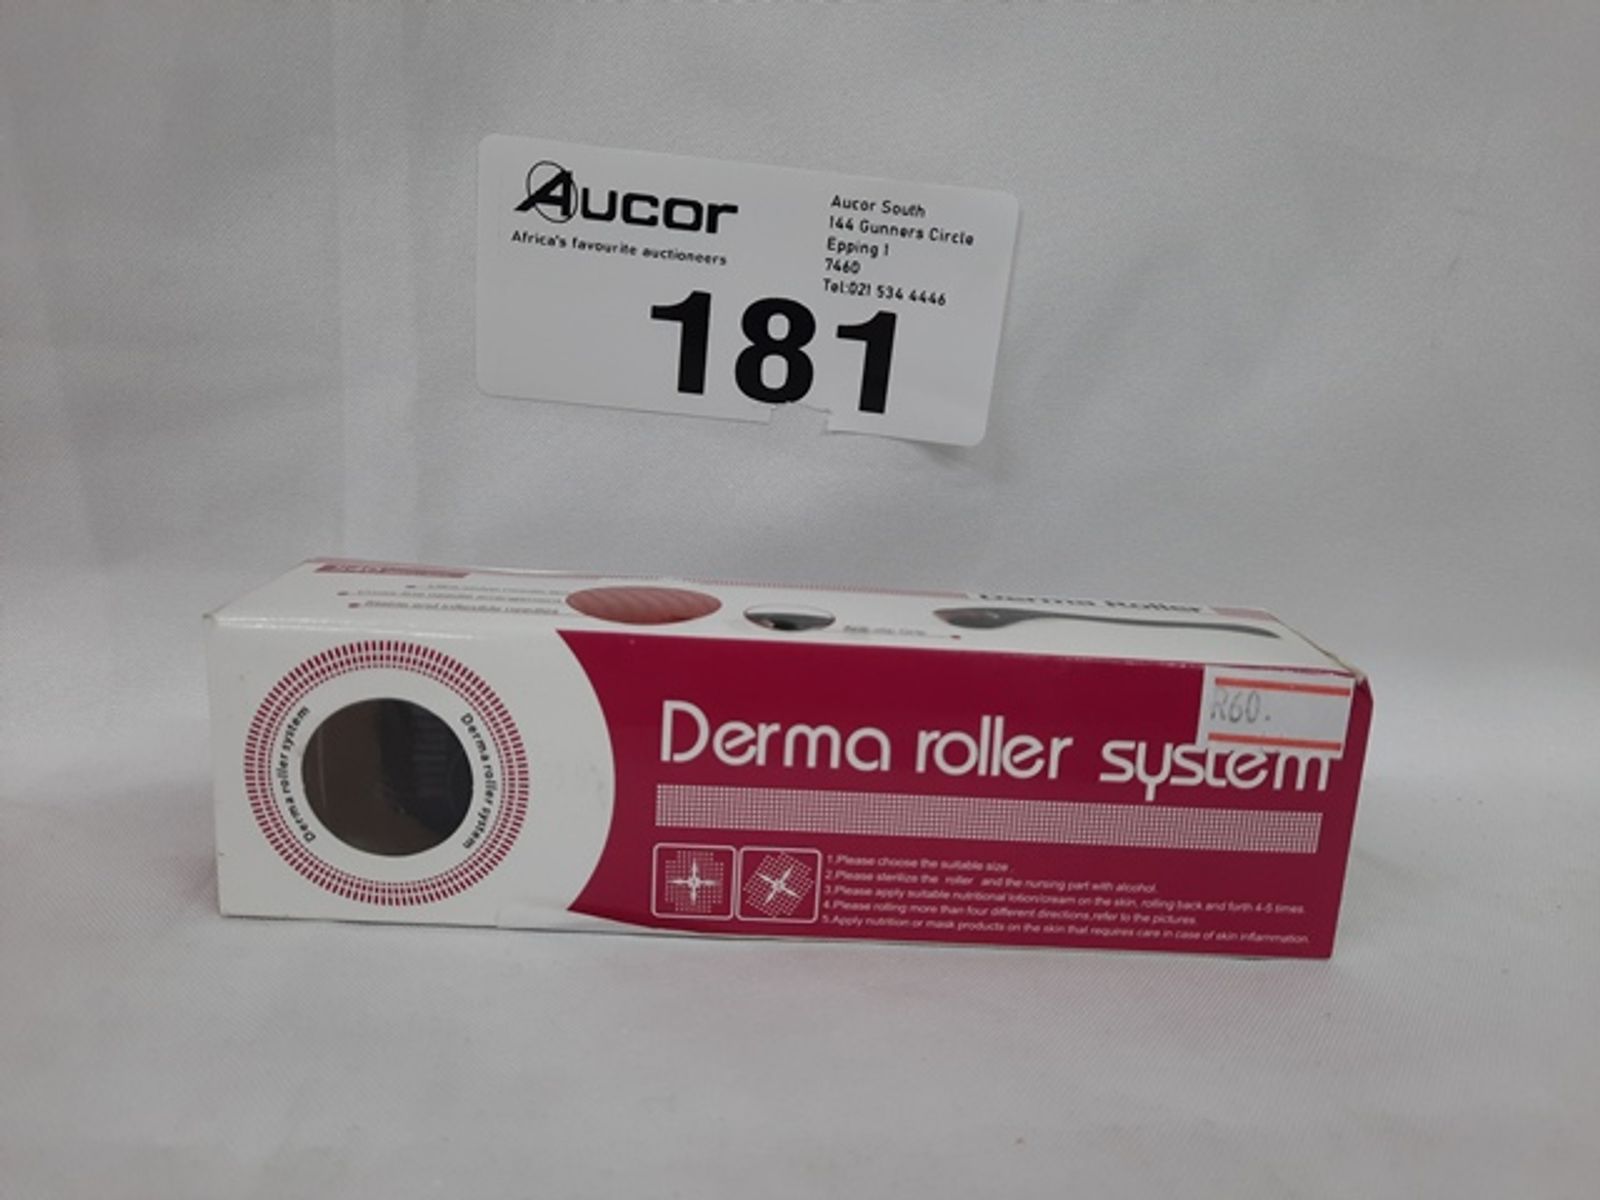 Aucor
Africa's favourite auctioneers
Aucor South
144 Gunners Circle
Epping 1
7460
Tel:021 534 4446
181
Derma Roller
R60.
Derma roller system
Derma roller system
Derma roller system
1.Please choose the suitable size .
2.Please sterilize the roller and the nursing part with alcohol.
3.Please apply suitable nutritional lotion/cream on the skin, rolling back and forth 4-5 times.
4.Please rolling more than four different directions,refer to the pictures.
5.Apply nutrition or mask products on the skin that requires care in case of skin inflammation.